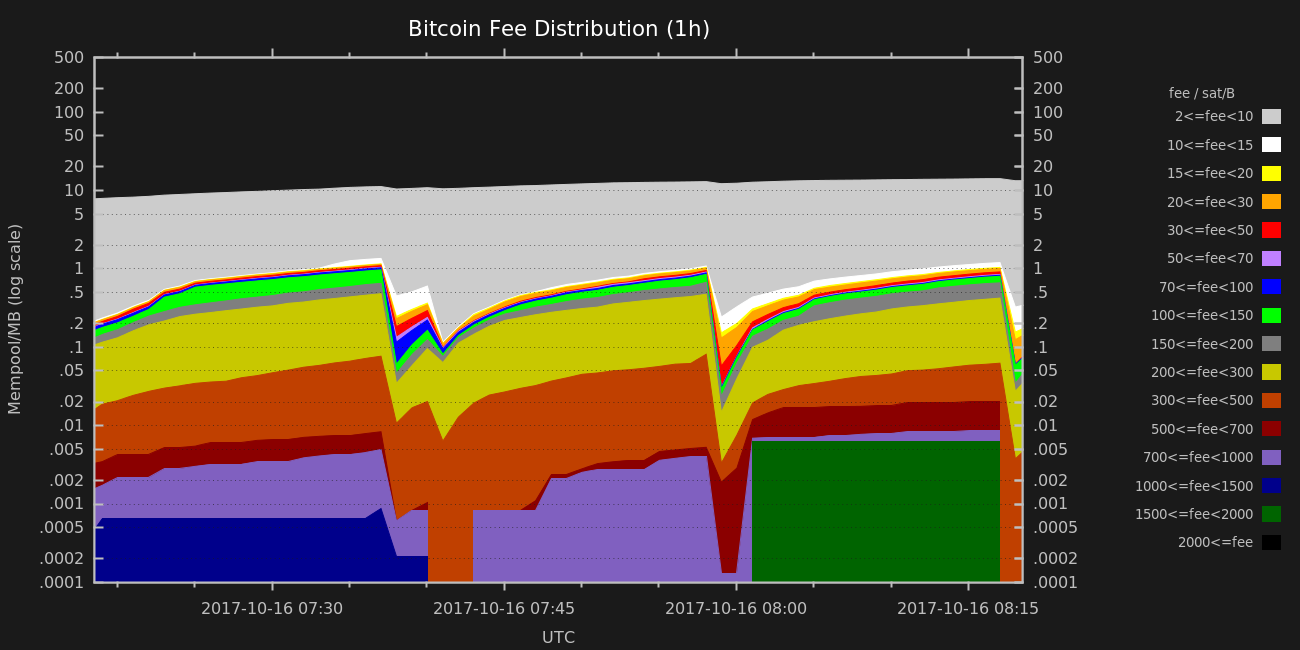 Bitcoin Fee Distribution (1h)
500 500
200 200
100 100
50 50
20 20
10 10
5 5
2 2
1 1
.5 .5
.2 .2
.1 .1
.05 .05
.02 .02
.01 .01
.005 .005
.002 .002
.001 .001
.0005 .0005
.0002 .0002
.0001 .0001
Mempool/MB (log scale)
2017-10-16 07:30 2017-10-16 07:45 2017-10-16 08:00 2017-10-16 08:15
UTC
fee / sat/B
2<=fee<10
10<=fee<15
15<=fee<20
20<=fee<30
30<=fee<50
50<=fee<70
70<=fee<100
100<=fee<150
150<=fee<200
200<=fee<300
300<=fee<500
500<=fee<700
700<=fee<1000
1000<=fee<1500
1500<=fee<2000
2000<=fee